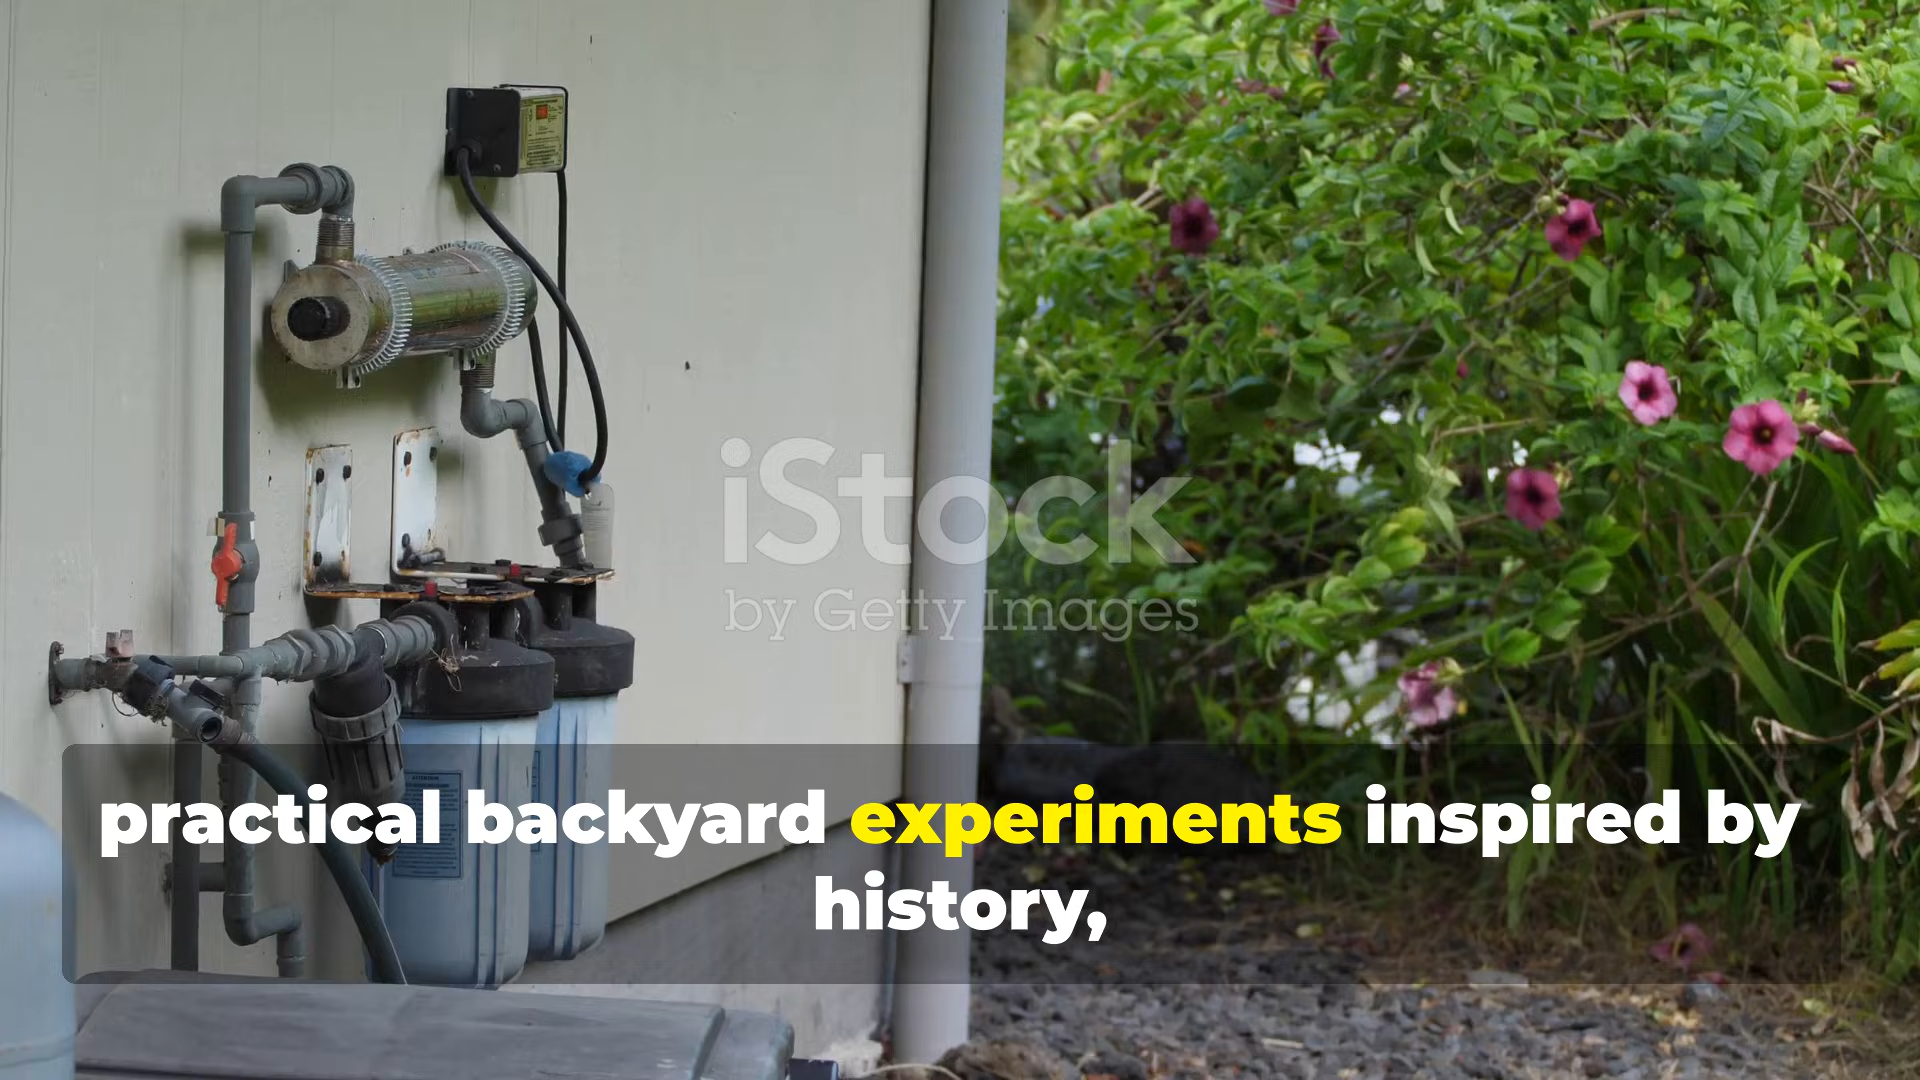 iStock
by Getty Images
practical backyard experiments inspired by
history,